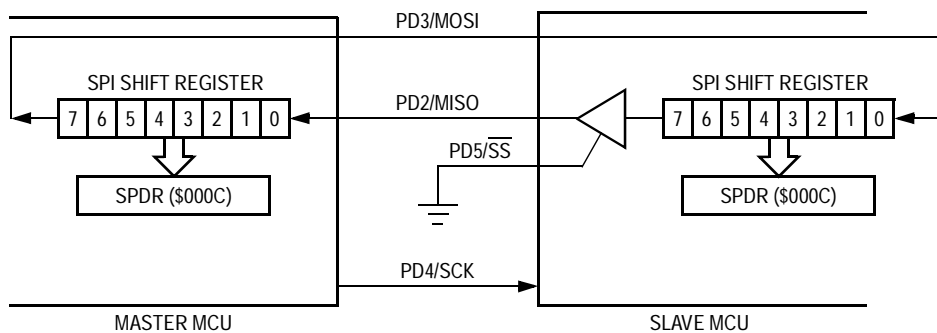 PD3/MOSI
SPI SHIFT REGISTER
SPI SHIFT REGISTER
PD2/MISO
7 6 5 4 3 2 1 0
7 6 5 4 3 2 1 0
PD5/SS
SPDR ($000C)
SPDR ($000C)
PD4/SCK
MASTER MCU
SLAVE MCU